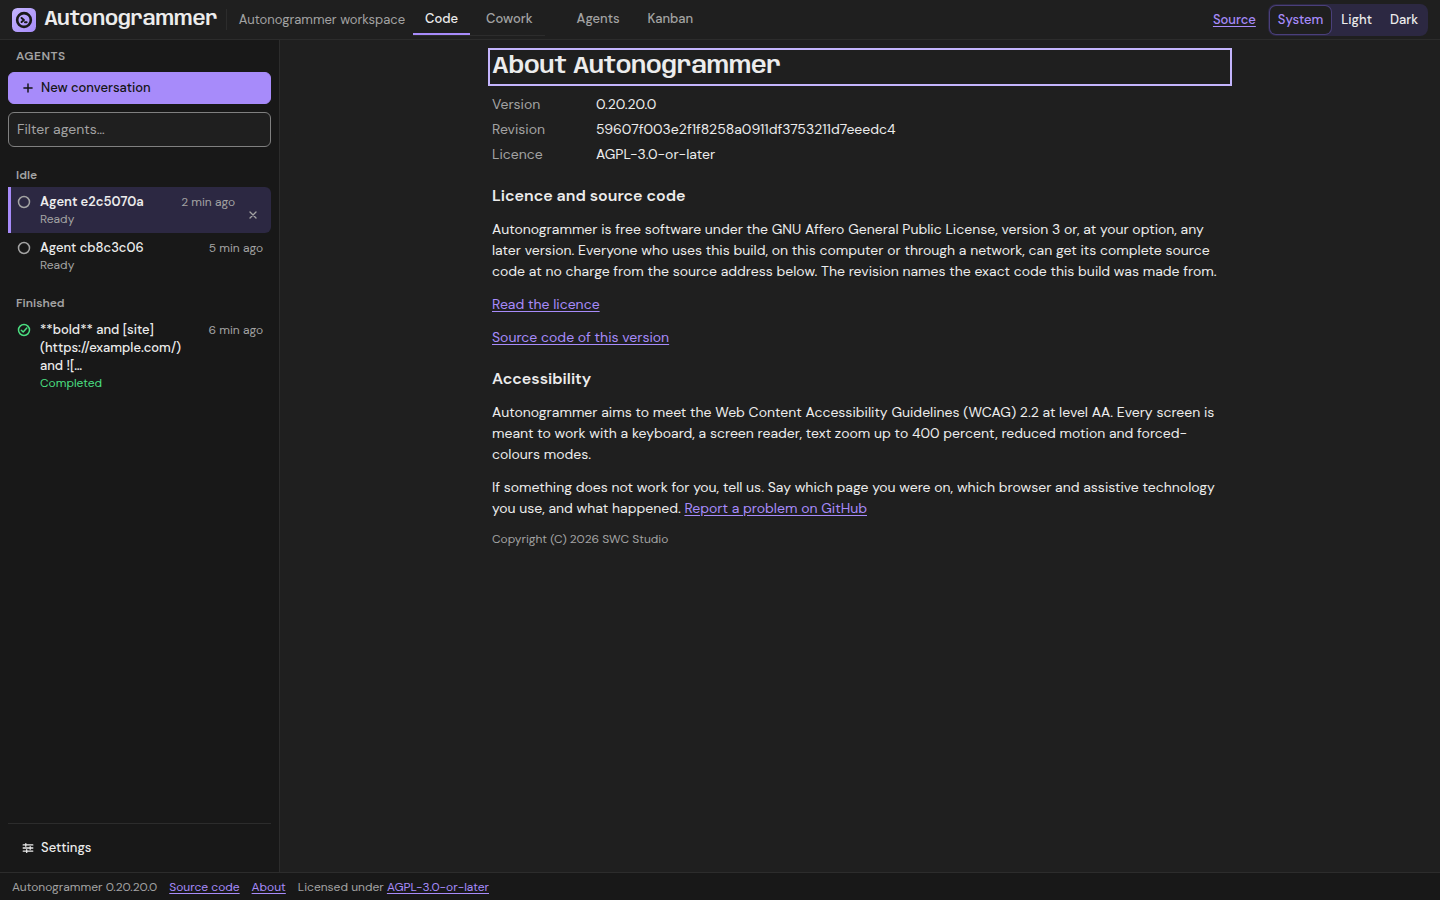 Autonogrammer
Autonogrammer workspace
Code
Cowork
Agents
Kanban
Source
System
Light
Dark
AGENTS
+ New conversation
Filter agents...
Idle
Agent e2c5070a
2 min ago
Ready
Agent cb8c3c06
5 min ago
Ready
Finished
**bold** and [site]
(https://example.com/)
and ![...
6 min ago
Completed
Settings
About Autonogrammer
Version 0.20.20.0
Revision 59607f003e2f1f8258a0911df3753211d7eeedc4
Licence AGPL-3.0-or-later
Licence and source code
Autonogrammer is free software under the GNU Affero General Public License, version 3 or, at your option, any
later version. Everyone who uses this build, on this computer or through a network, can get its complete source
code at no charge from the source address below. The revision names the exact code this build was made from.
Read the licence
Source code of this version
Accessibility
Autonogrammer aims to meet the Web Content Accessibility Guidelines (WCAG) 2.2 at level AA. Every screen is
meant to work with a keyboard, a screen reader, text zoom up to 400 percent, reduced motion and forced-
colours modes.
If something does not work for you, tell us. Say which page you were on, which browser and assistive technology
you use, and what happened. Report a problem on GitHub
Copyright (C) 2026 SWC Studio
Autonogrammer 0.20.20.0
Source code
About
Licensed under AGPL-3.0-or-later